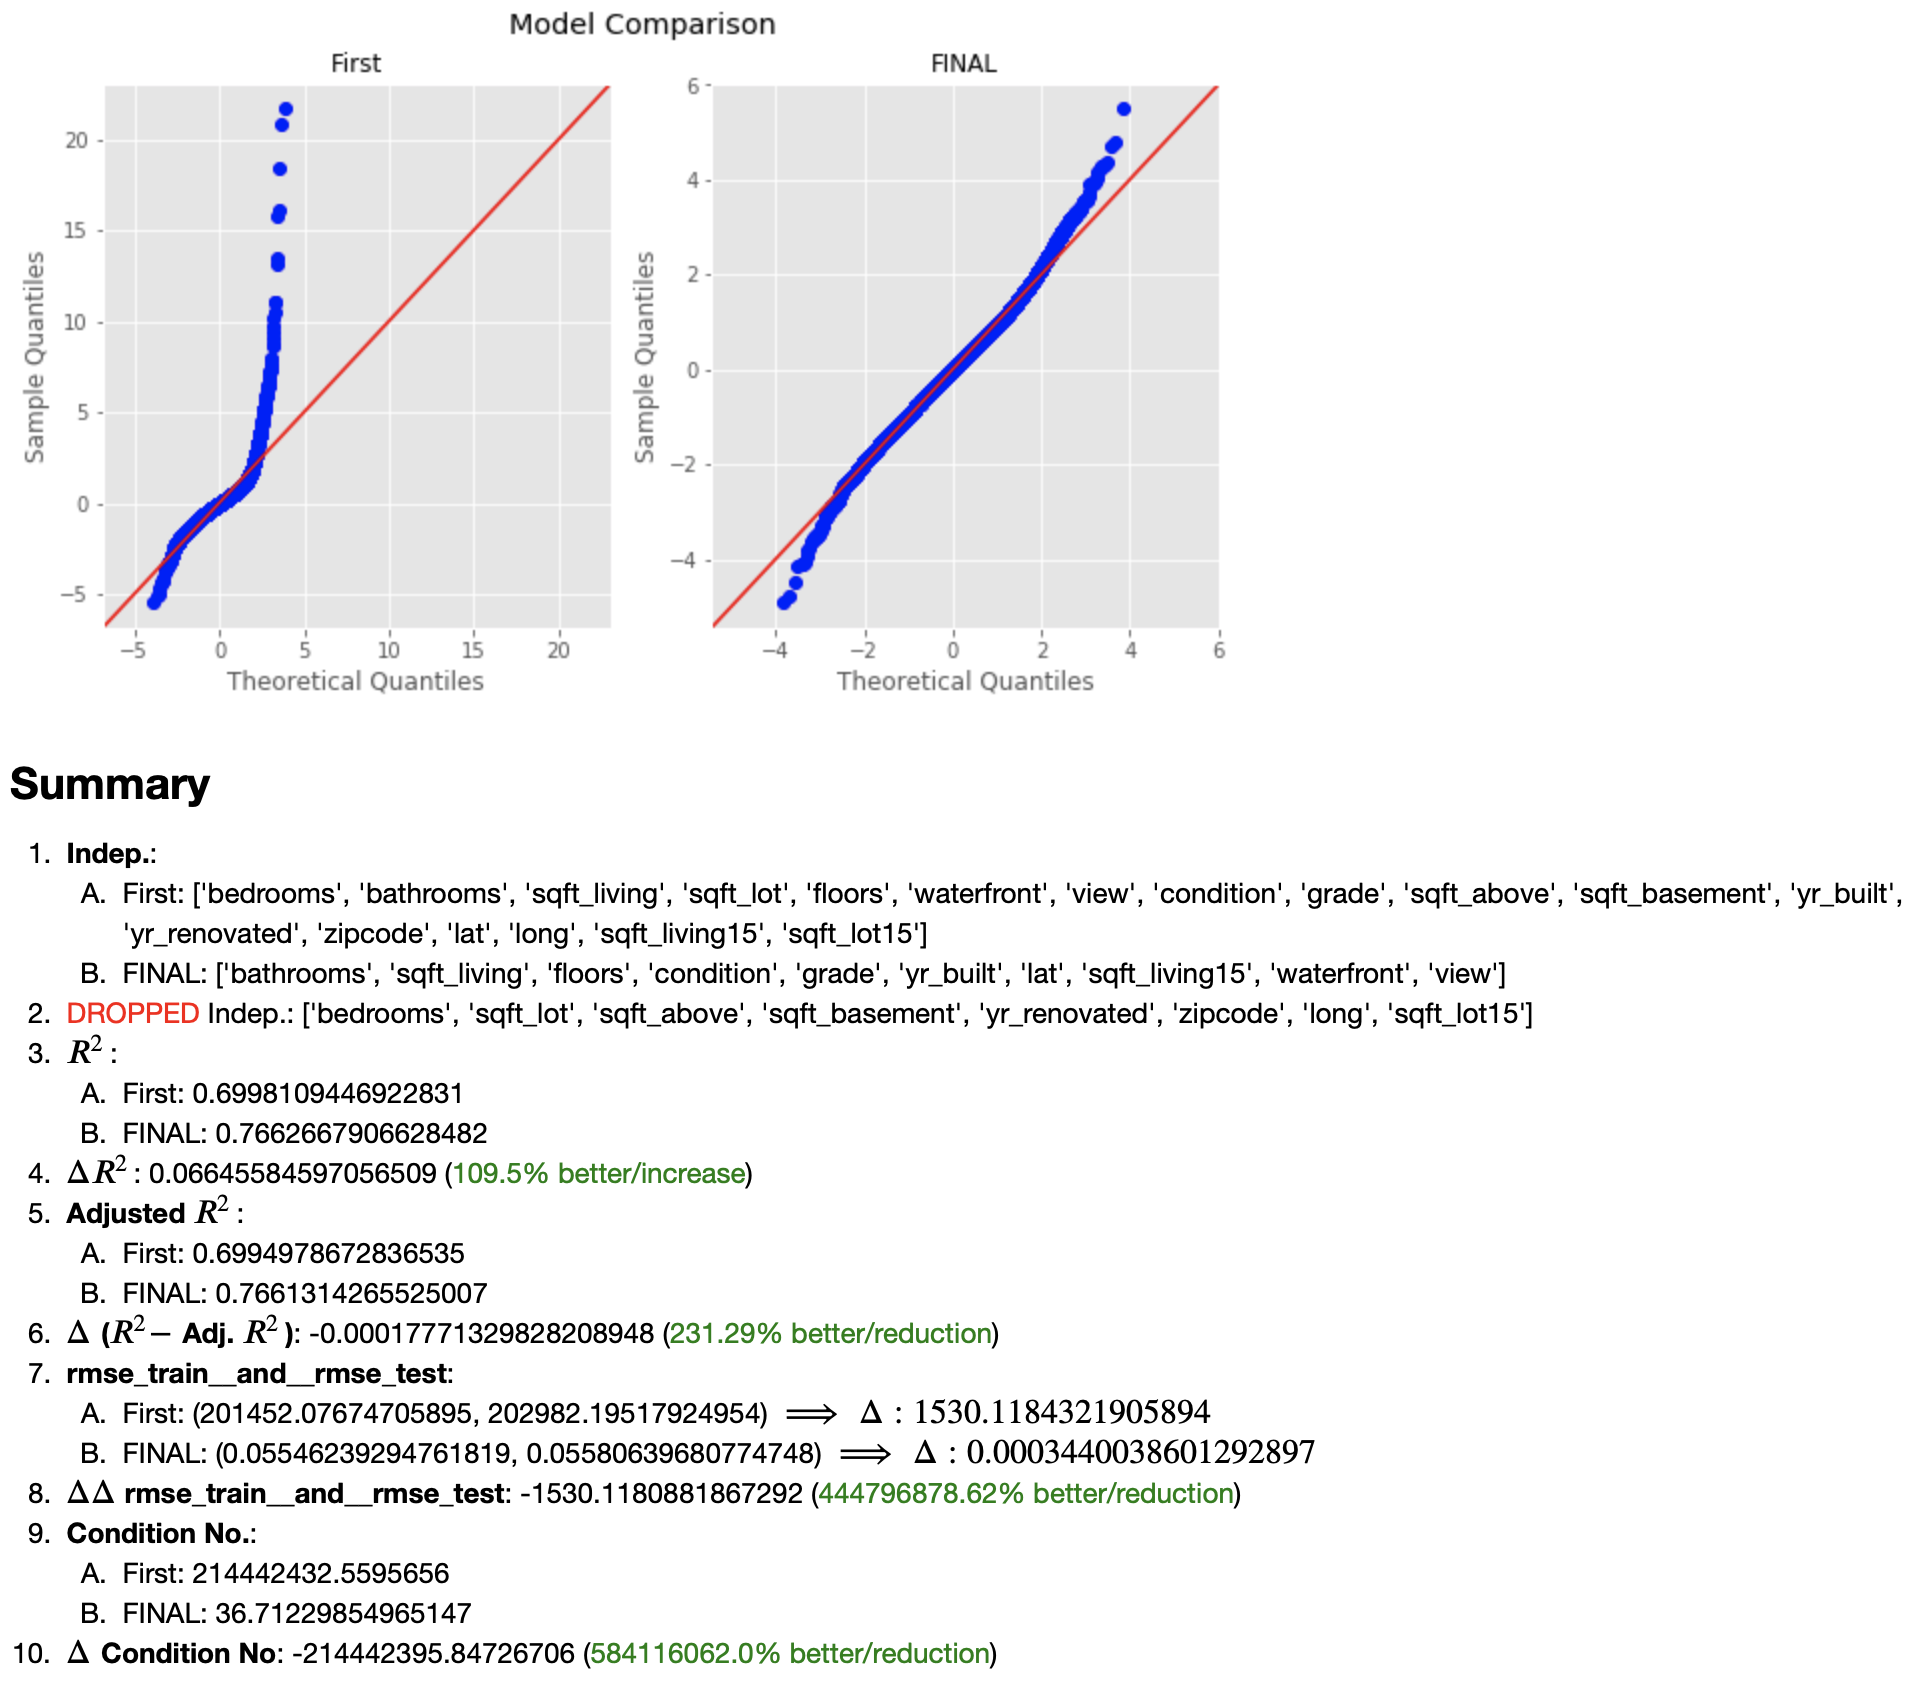 Model Comparison
First
FINAL
20
15
10
5
0
−5
Sample Quantiles
−5 0 5 10 15 20
Theoretical Quantiles
6
4
2
0
−2
−4
Sample Quantiles
−4 −2 0 2 4 6
Theoretical Quantiles
Summary
1. Indep.:
A. First: ['bedrooms', 'bathrooms', 'sqft_living', 'sqft_lot', 'floors', 'waterfront', 'view', 'condition', 'grade', 'sqft_above', 'sqft_basement', 'yr_built',
'yr_renovated', 'zipcode', 'lat', 'long', 'sqft_living15', 'sqft_lot15']
B. FINAL: ['bathrooms', 'sqft_living', 'floors', 'condition', 'grade', 'yr_built', 'lat', 'sqft_living15', 'waterfront', 'view']
2. DROPPED Indep.: ['bedrooms', 'sqft_lot', 'sqft_above', 'sqft_basement', 'yr_renovated', 'zipcode', 'long', 'sqft_lot15']
3. R² :
A. First: 0.6998109446922831
B. FINAL: 0.7662667906628482
4. Δ R² : 0.06645584597056509 (109.5% better/increase)
5. Adjusted R² :
A. First: 0.6994978672836535
B. FINAL: 0.7661314265525007
6. Δ (R² − Adj. R² ): -0.00017771329828208948 (231.29% better/reduction)
7. rmse_train__and__rmse_test:
A. First: (201452.07674705895, 202982.19517924954) ⟹ Δ : 1530.1184321905894
B. FINAL: (0.05546239294761819, 0.05580639680774748) ⟹ Δ : 0.0003440038601292897
8. ΔΔ rmse_train__and__rmse_test: -1530.1180881867292 (444796878.62% better/reduction)
9. Condition No.:
A. First: 214442432.5595656
B. FINAL: 36.71229854965147
10. Δ Condition No: -214442395.84726706 (584116062.0% better/reduction)